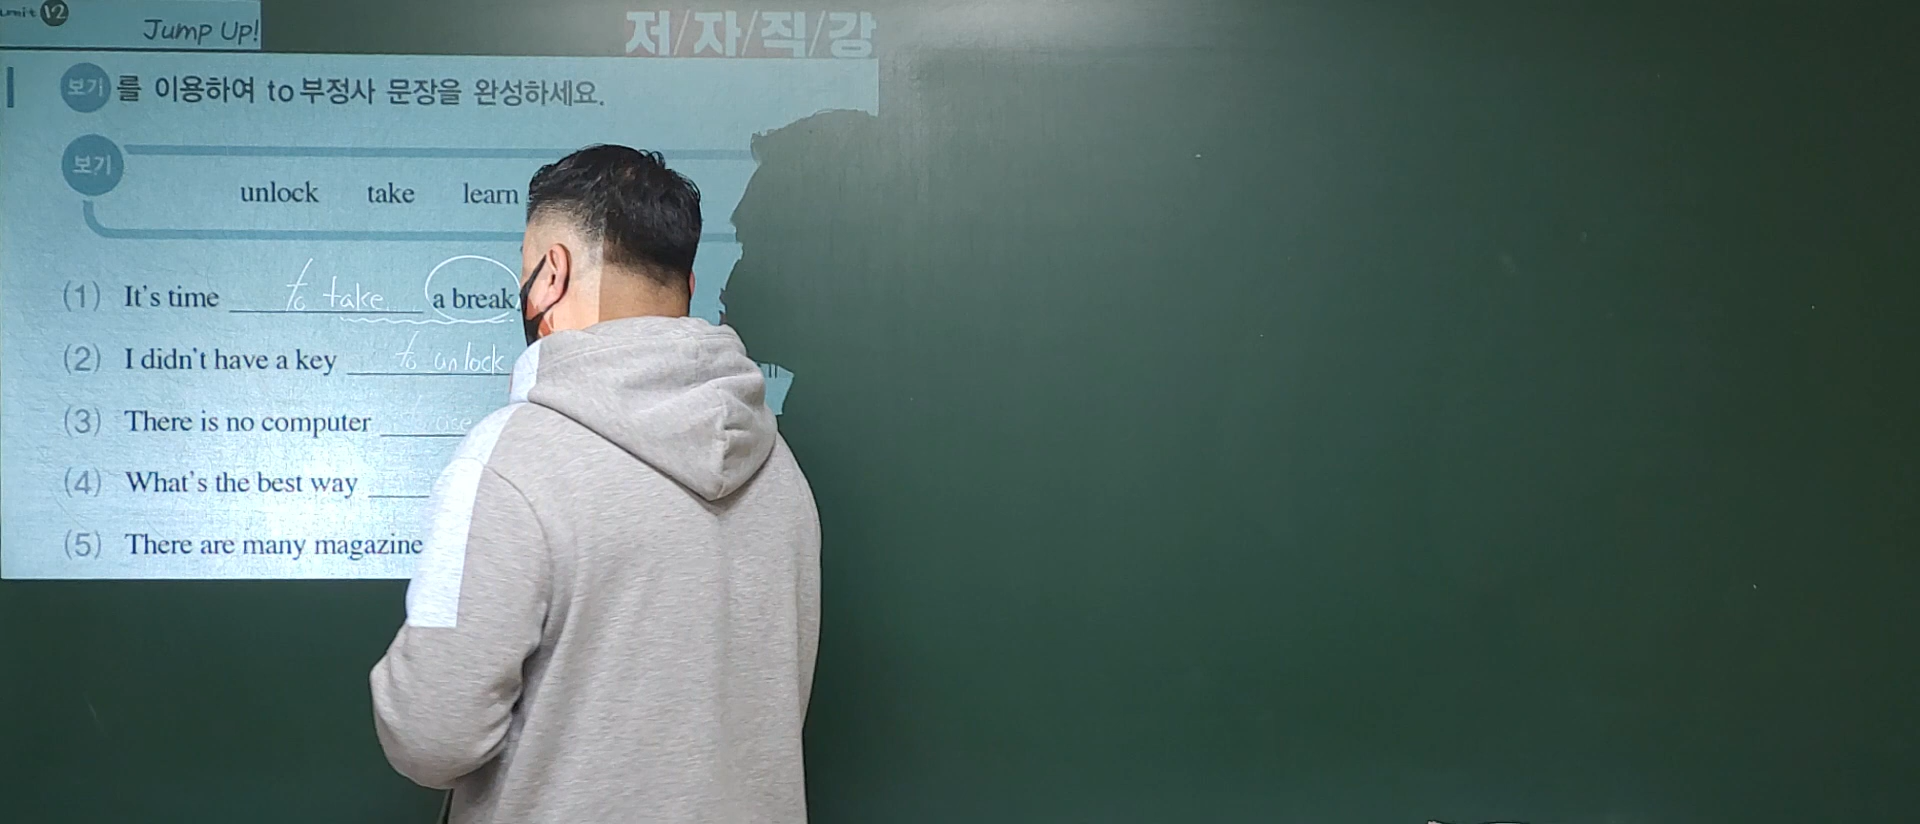 Unit 12
Jump Up!
저/자/직/강
보기를 이용하여 to부정사 문장을 완성하세요.
보기
unlock take learn
(1) It's time to take a break
(2) I didn't have a key to unlock
(3) There is no computer use
(4) What's the best way
(5) There are many magazine